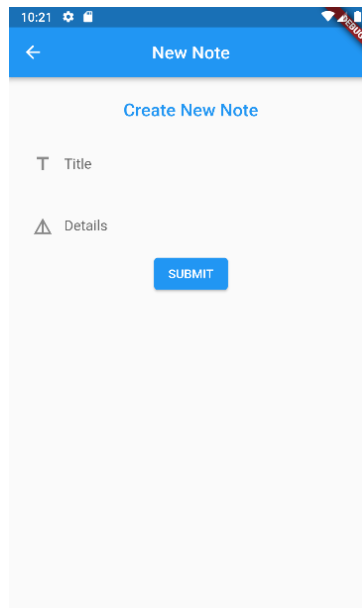 10:21
DEBUG
New Note
Create New Note
Title
Details
SUBMIT